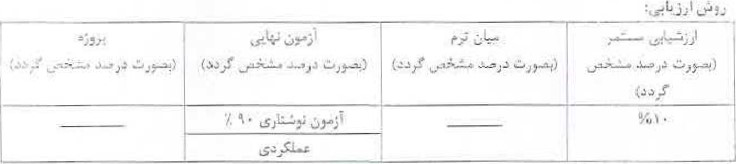 روش ارزیابی:
ارزشیابی مستمر
(بصورت درصد مشخص
گردد)
میان ترم
(بصورت درصد مشخص گردد)
آزمون نهایی
(بصورت درصد مشخص گردد)
پروژه
(بصورت درصد مشخص گردد)
%۱۰
آزمون نوشتاری ۹۰ %
عملکردی